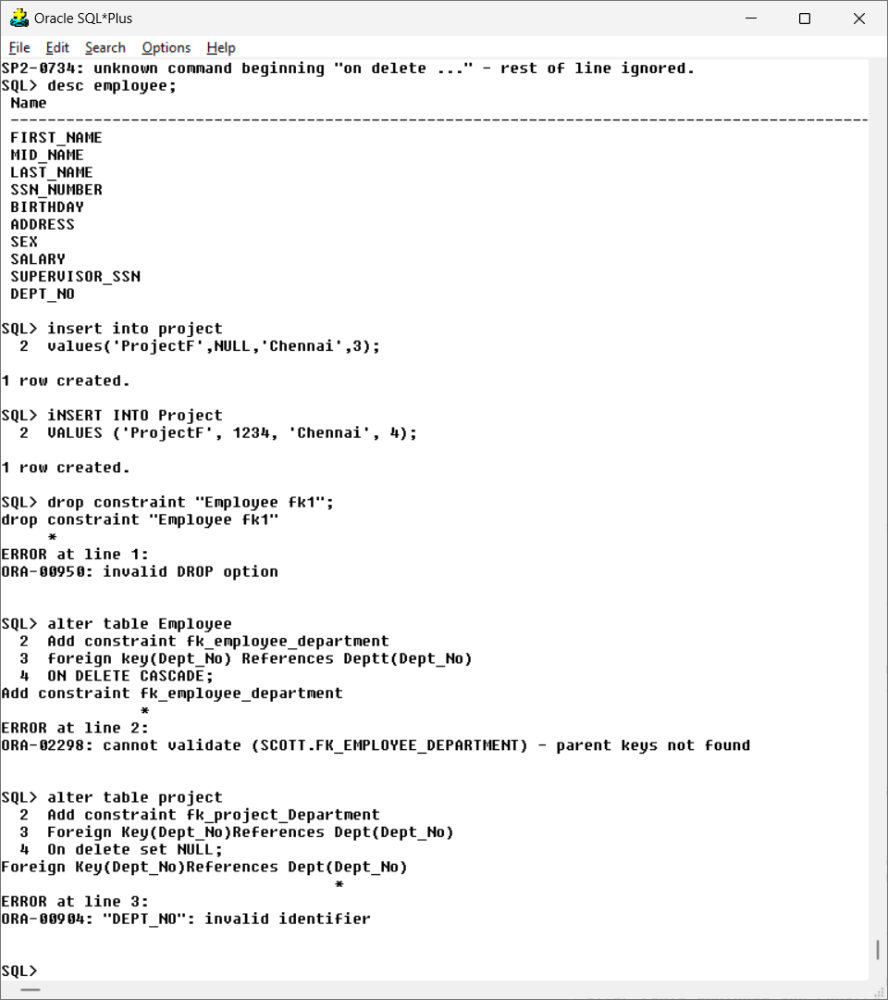 Oracle SQL*Plus
File Edit Search Options Help
SP2-0734: unknown command beginning "on delete ..." - rest of line ignored.
SQL> desc employee;
Name
---------------------------------------------------------------------------------------------
FIRST_NAME
MID_NAME
LAST_NAME
SSN_NUMBER
BIRTHDAY
ADDRESS
SEX
SALARY
SUPERVISOR_SSN
DEPT_NO
SQL> insert into project
2 values('ProjectF',NULL,'Chennai',3);
1 row created.
SQL> iNSERT INTO Project
2 VALUES ('ProjectF', 1234, 'Chennai', 4);
1 row created.
SQL> drop constraint "Employee fk1";
drop constraint "Employee fk1"
*
ERROR at line 1:
ORA-00950: invalid DROP option
SQL> alter table Employee
2 Add constraint fk_employee_department
3 foreign key(Dept_No) References Deptt(Dept_No)
4 ON DELETE CASCADE;
Add constraint fk_employee_department
*
ERROR at line 2:
ORA-02298: cannot validate (SCOTT.FK_EMPLOYEE_DEPARTMENT) - parent keys not found
SQL> alter table project
2 Add constraint fk_project_Department
3 Foreign Key(Dept_No)References Dept(Dept_No)
4 On delete set NULL;
Foreign Key(Dept_No)References Dept(Dept_No)
*
ERROR at line 3:
ORA-00904: "DEPT_NO": invalid identifier
SQL>